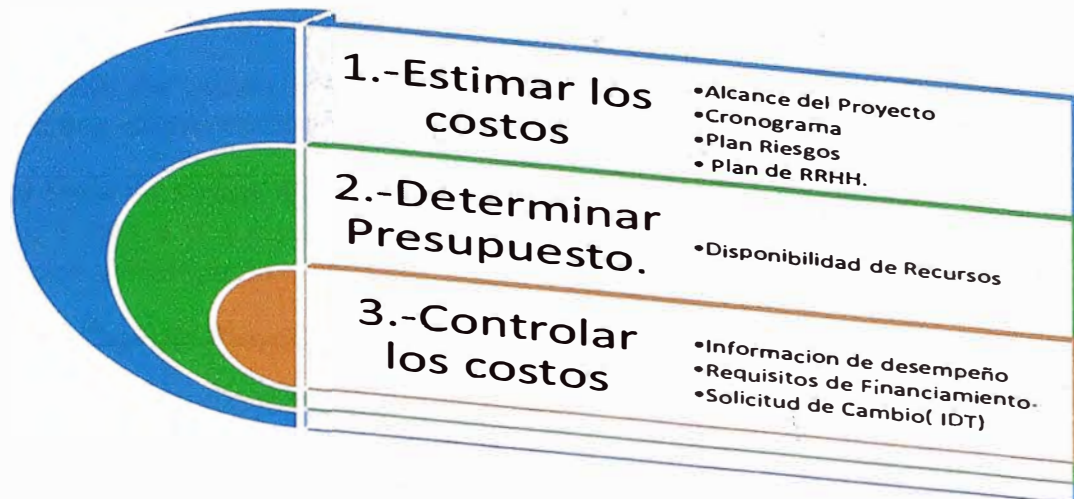 1.-Estimar los
costos
•Alcance del Proyecto
•Cronograma
•Plan Riesgos
• Plan de RRHH.
2.-Determinar
Presupuesto.
•Disponibilidad de Recursos
3.-Controlar
los costos
•Informacion de desempeño
•Requisitos de Financiamiento-
•Solicitud de Cambio( IDT)